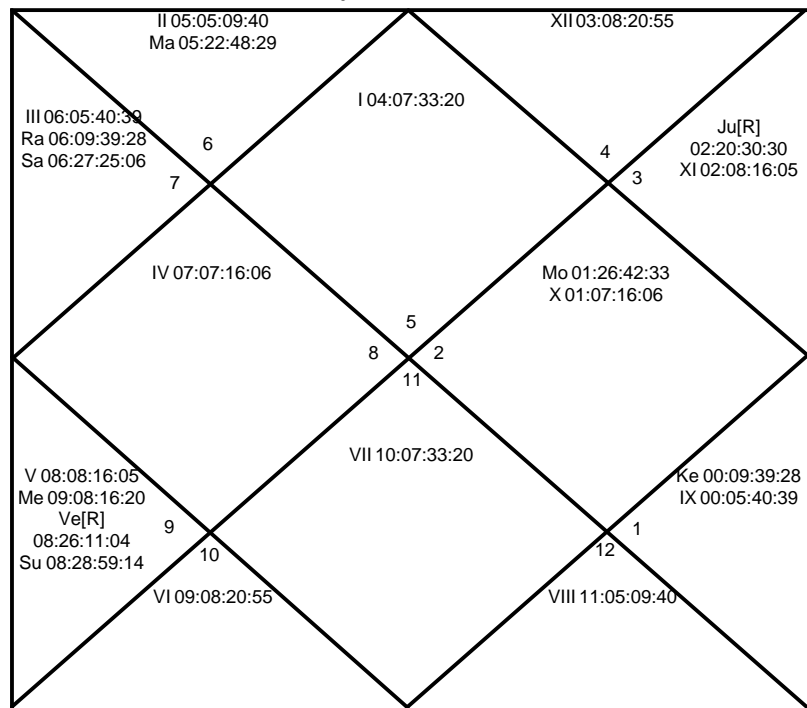 II 05:05:09:40
Ma 05:22:48:29
XII 03:08:20:55
I 04:07:33:20
III 06:05:40:39
Ra 06:09:39:28
Sa 06:27:25:06
6
7
4
3
Ju[R]
02:20:30:30
XI 02:08:16:05
IV 07:07:16:06
Mo 01:26:42:33
X 01:07:16:06
5
8
2
11
VII 10:07:33:20
V 08:08:16:05
Me 09:08:16:20
Ve[R]
08:26:11:04
Su 08:28:59:14
9
10
Ke 00:09:39:28
IX 00:05:40:39
1
12
VI 09:08:20:55
VIII 11:05:09:40